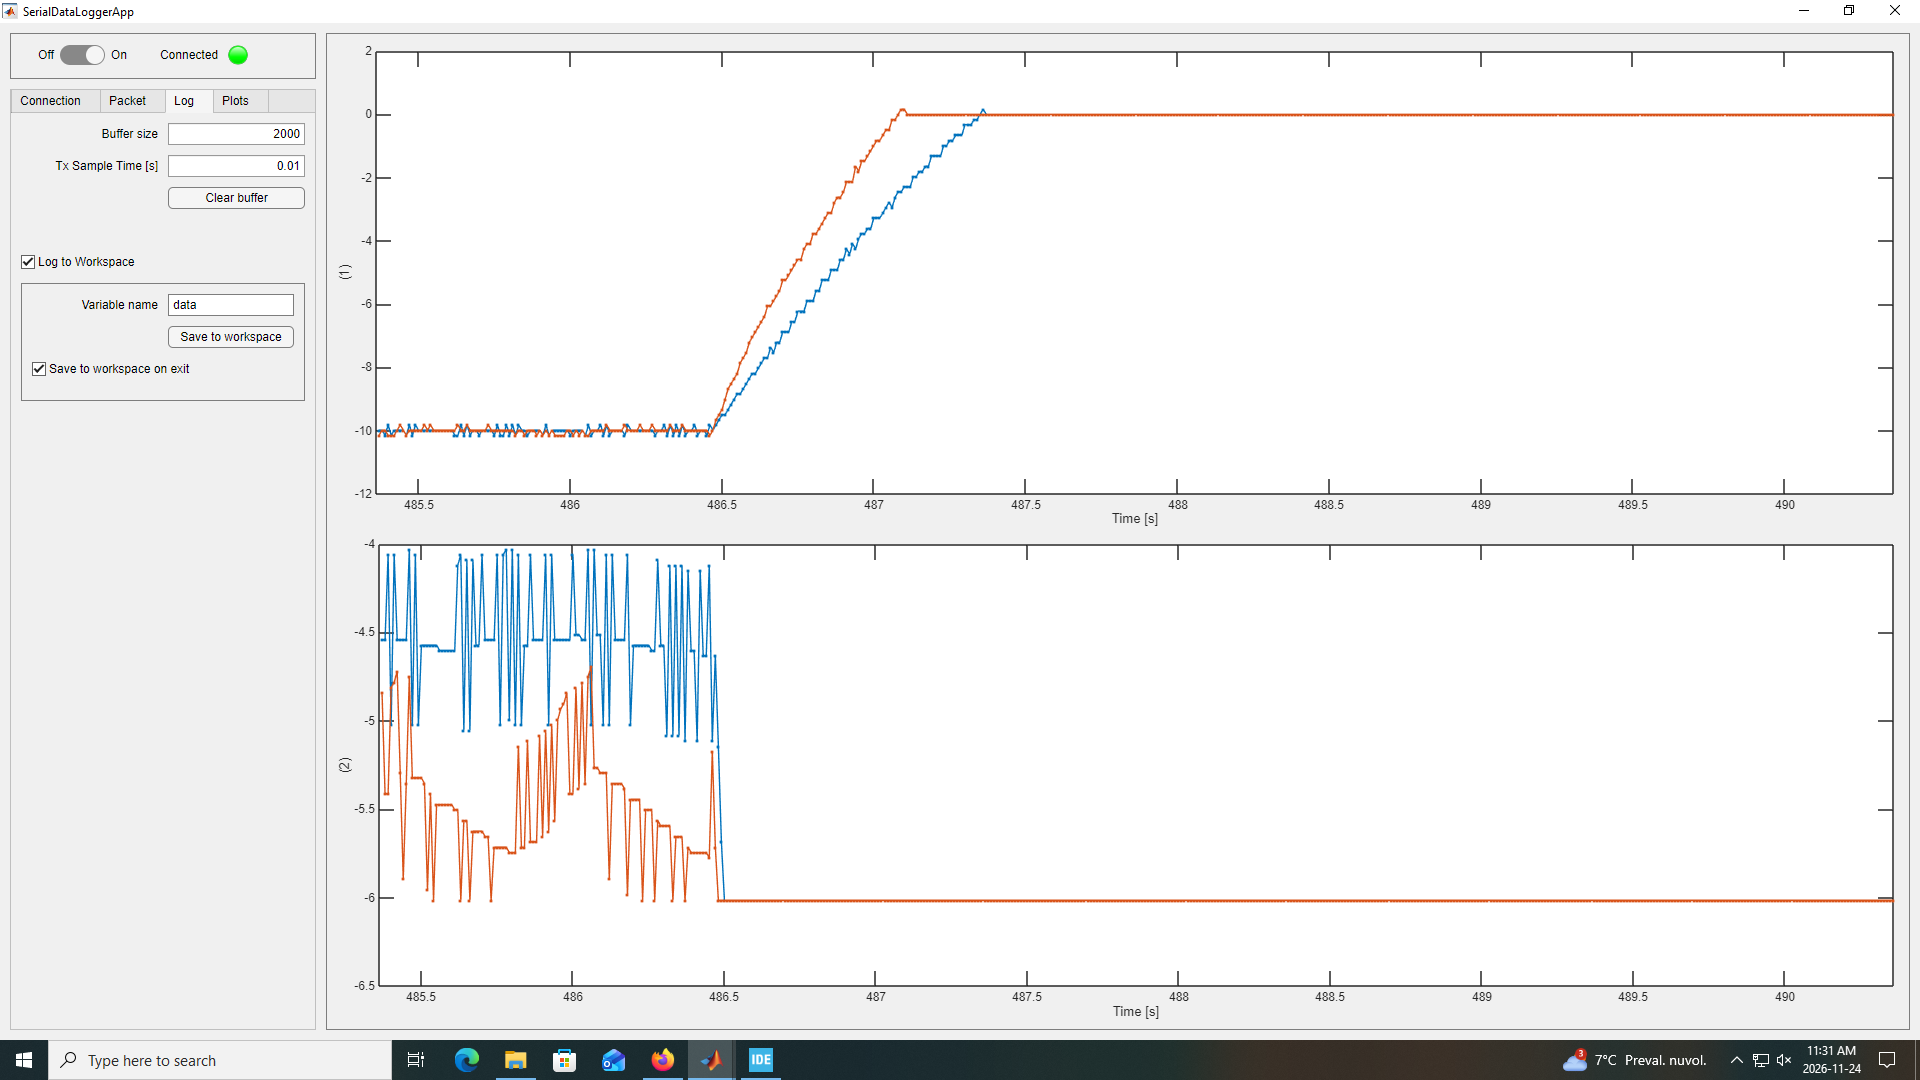 SerialDataLoggerApp
Off On Connected
Connection Packet Log Plots
Buffer size 2000
Tx Sample Time [s] 0.01
Clear buffer
Log to Workspace
Variable name data
Save to workspace
Save to workspace on exit
2
0
-2
-4
-6
-8
-10
-12
(1)
485.5 486 486.5 487 487.5 488 488.5 489 489.5 490
Time [s]
-4
-4.5
-5
-5.5
-6
-6.5
(2)
485.5 486 486.5 487 487.5 488 488.5 489 489.5 490
Time [s]
Type here to search
IDE
3
7°C Preval. nuvol.
11:31 AM
2026-11-24